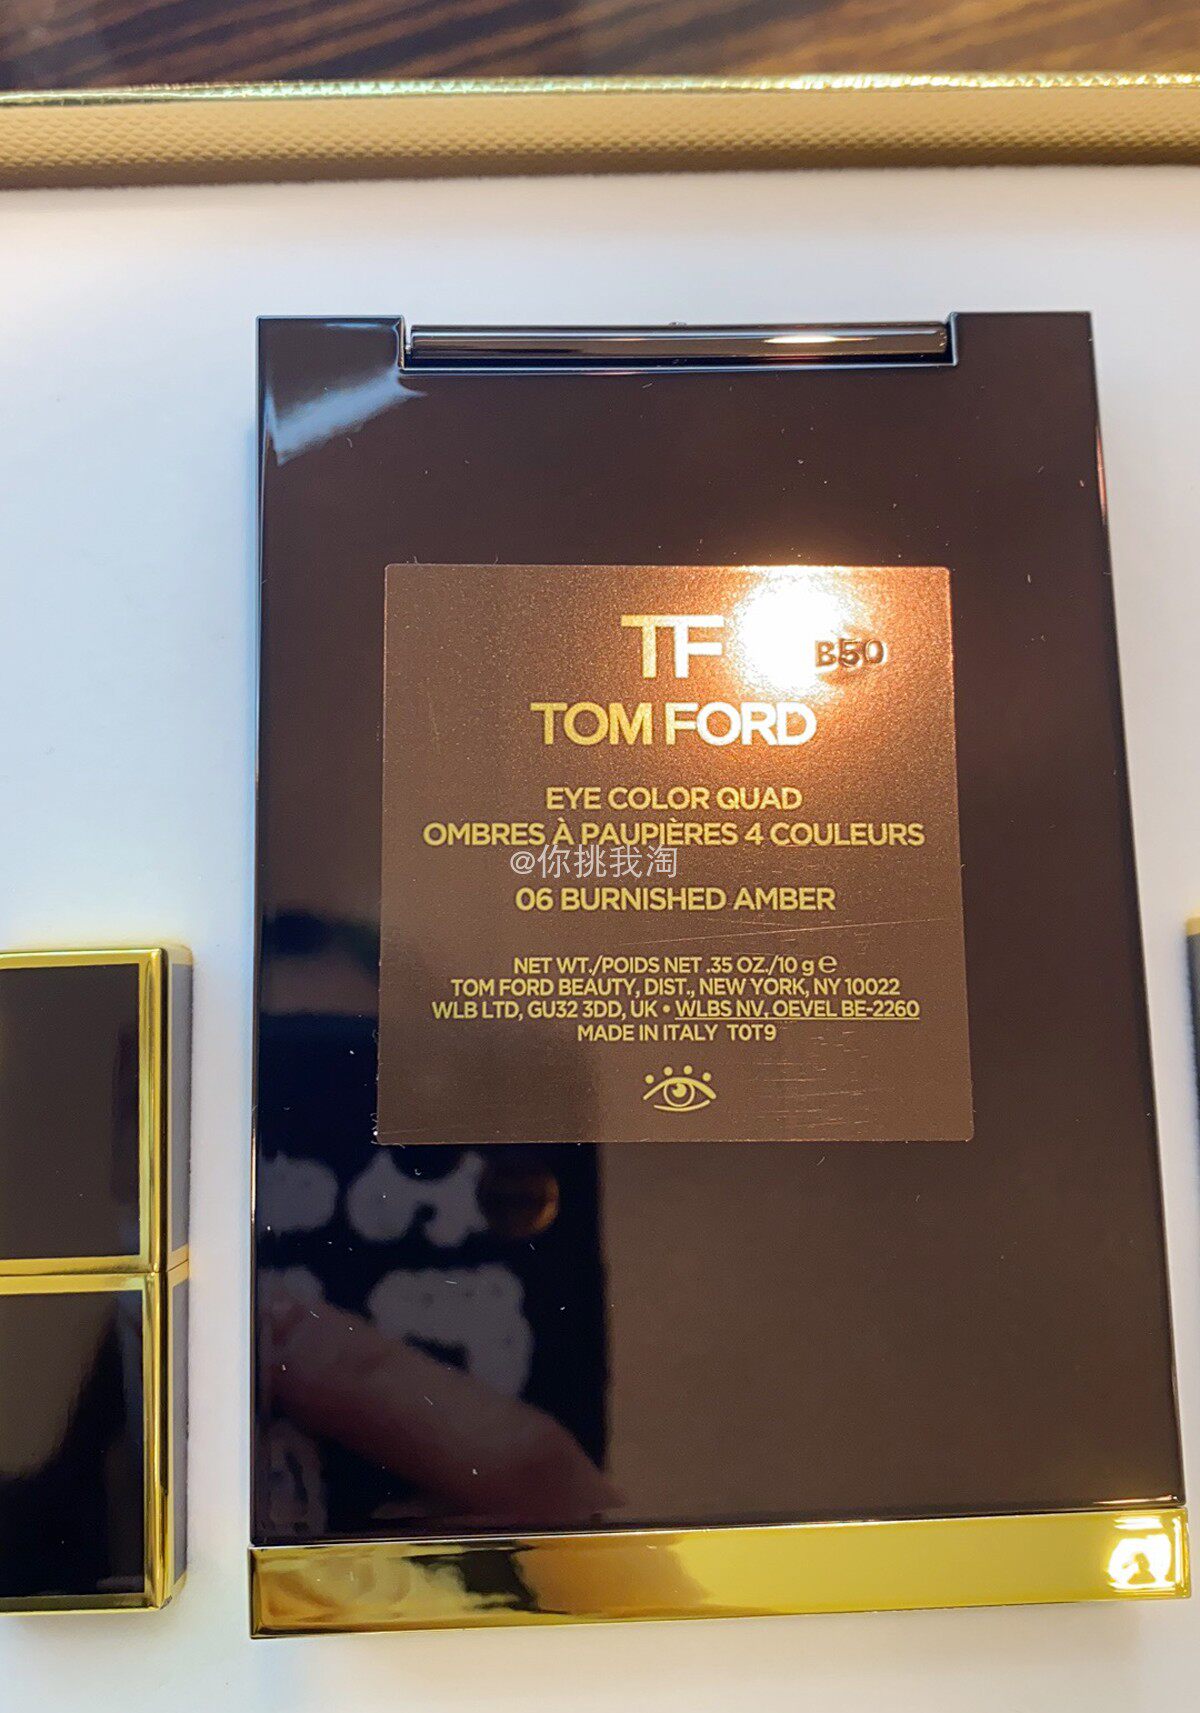 TF
B50
TOM FORD
EYE COLOR QUAD
OMBRES À PAUPIÈRES 4 COULEURS
@你挑我淘
06 BURNISHED AMBER
NET WT./POIDS NET .35 OZ./10 g ℮
TOM FORD BEAUTY, DIST., NEW YORK, NY 10022
WLB LTD, GU32 3DD, UK • WLBS NV, OEVEL BE-2260
MADE IN ITALY T0T9